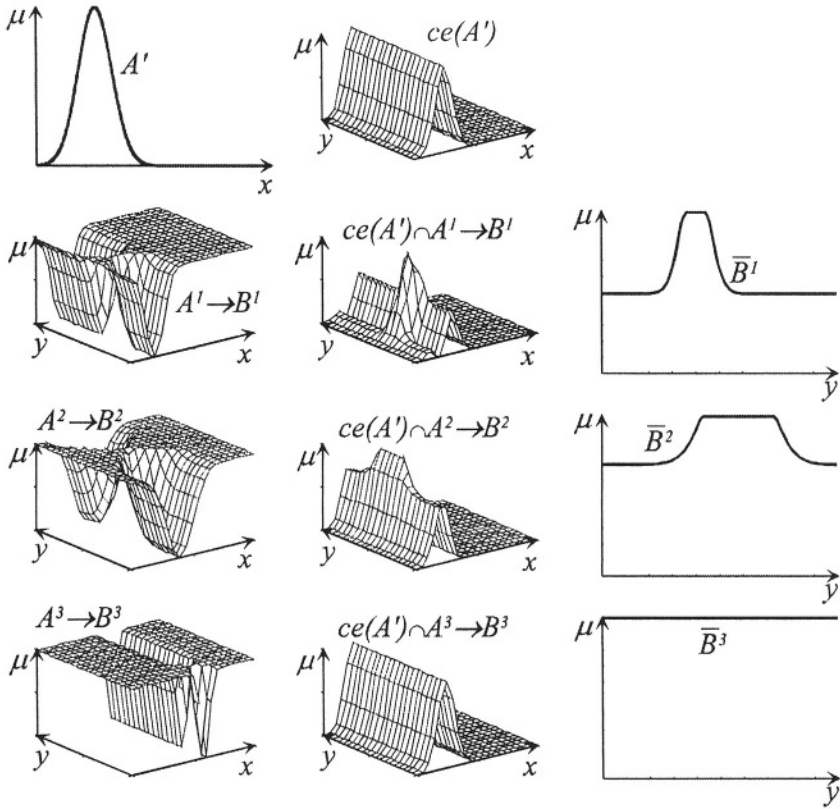 μ A' x
μ ce(A') y x
μ A¹→B¹ y x
μ ce(A')∩A¹→B¹ y x
μ B̅¹ y
μ A²→B² y x
μ ce(A')∩A²→B² y x
μ B̅² y
μ A³→B³ y x
μ ce(A')∩A³→B³ y x
μ B̅³ y